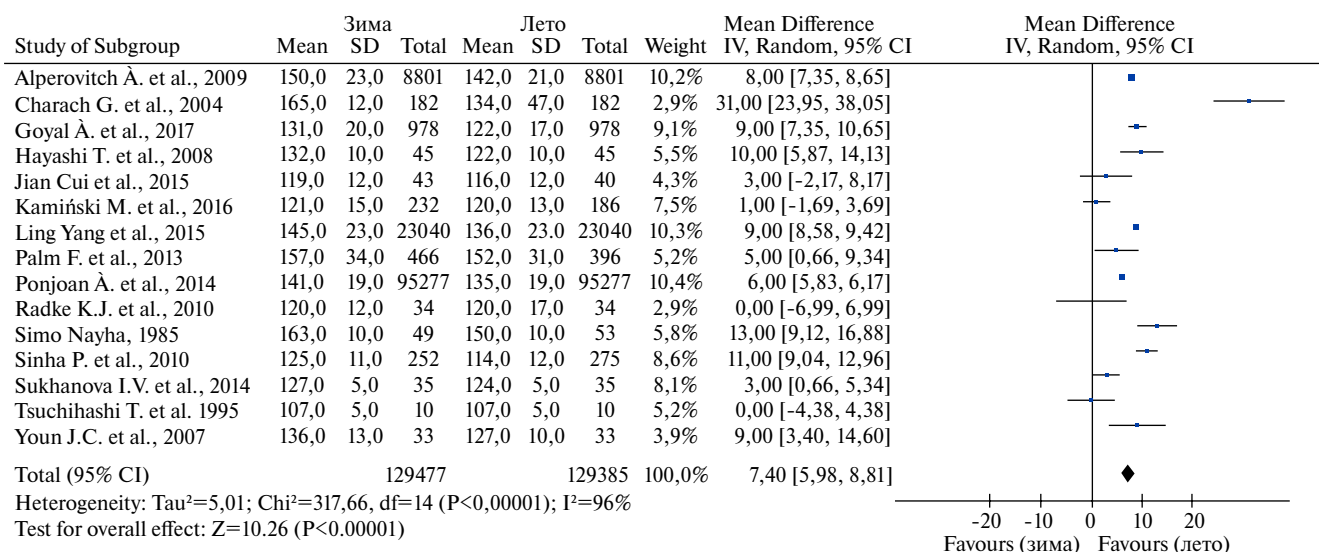 Зима Лето Mean Difference Mean Difference
Study of Subgroup Mean SD Total Mean SD Total Weight IV, Random, 95% CI IV, Random, 95% CI
Alperovitch À. et al., 2009 150,0 23,0 8801 142,0 21,0 8801 10,2% 8,00 [7,35, 8,65]
Charach G. et al., 2004 165,0 12,0 182 134,0 47,0 182 2,9% 31,00 [23,95, 38,05]
Goyal À. et al., 2017 131,0 20,0 978 122,0 17,0 978 9,1% 9,00 [7,35, 10,65]
Hayashi T. et al., 2008 132,0 10,0 45 122,0 10,0 45 5,5% 10,00 [5,87, 14,13]
Jian Cui et al., 2015 119,0 12,0 43 116,0 12,0 40 4,3% 3,00 [-2,17, 8,17]
Kamiński M. et al., 2016 121,0 15,0 232 120,0 13,0 186 7,5% 1,00 [-1,69, 3,69]
Ling Yang et al., 2015 145,0 23,0 23040 136,0 23,0 23040 10,3% 9,00 [8,58, 9,42]
Palm F. et al., 2013 157,0 34,0 466 152,0 31,0 396 5,2% 5,00 [0,66, 9,34]
Ponjoan À. et al., 2014 141,0 19,0 95277 135,0 19,0 95277 10,4% 6,00 [5,83, 6,17]
Radke K.J. et al., 2010 120,0 12,0 34 120,0 17,0 34 2,9% 0,00 [-6,99, 6,99]
Simo Nayha, 1985 163,0 10,0 49 150,0 10,0 53 5,8% 13,00 [9,12, 16,88]
Sinha P. et al., 2010 125,0 11,0 252 114,0 12,0 275 8,6% 11,00 [9,04, 12,96]
Sukhanova I.V. et al., 2014 127,0 5,0 35 124,0 5,0 35 8,1% 3,00 [0,66, 5,34]
Tsuchihashi T. et al. 1995 107,0 5,0 10 107,0 5,0 10 5,2% 0,00 [-4,38, 4,38]
Youn J.C. et al., 2007 136,0 13,0 33 127,0 10,0 33 3,9% 9,00 [3,40, 14,60]
Total (95% CI) 129477 129385 100,0% 7,40 [5,98, 8,81]
Heterogeneity: Tau²=5,01; Chi²=317,66, df=14 (P<0,00001); I²=96%
Test for overall effect: Z=10.26 (P<0.00001)
-20 -10 0 10 20
Favours (зима) Favours (лето)